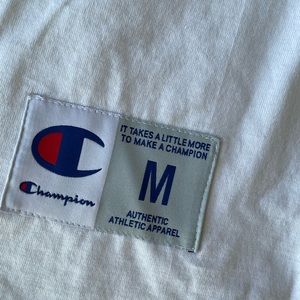 IT TAKES A LITTLE MORE
TO MAKE A CHAMPION
M
Champion
AUTHENTIC
ATHLETIC APPAREL